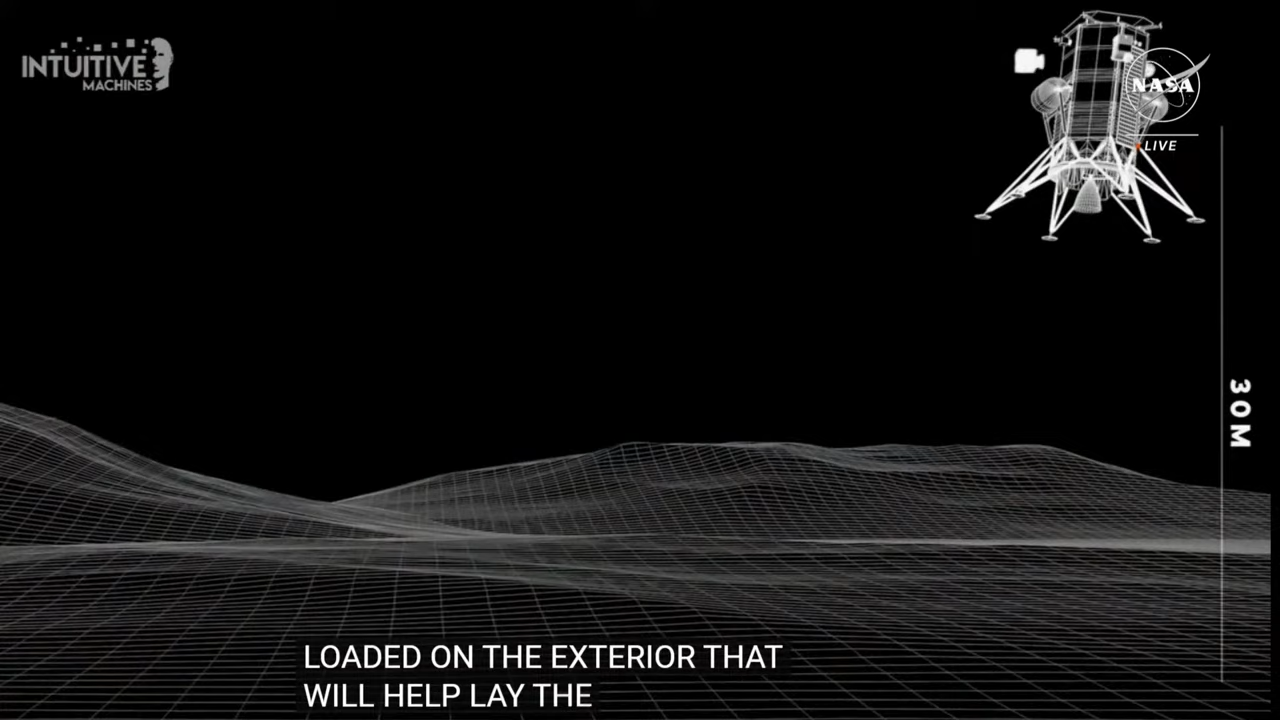 INTUITIVE
MACHINES
NASA
LIVE
30M
LOADED ON THE EXTERIOR THAT
WILL HELP LAY THE